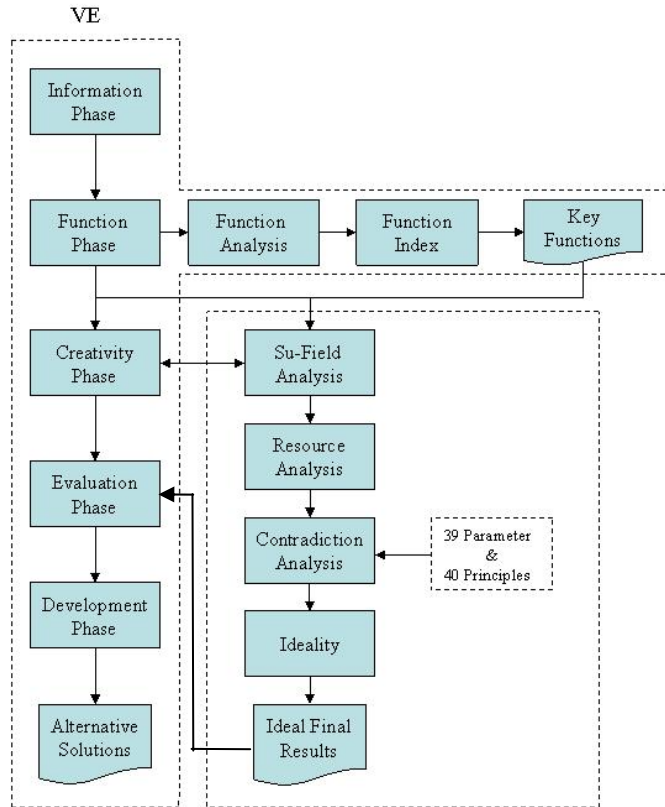 VE
Information
Phase
Function
Phase
Function
Analysis
Function
Index
Key
Functions
Creativity
Phase
Su-Field
Analysis
Resource
Analysis
Evaluation
Phase
Contradiction
Analysis
39 Parameter
&
40 Principles
Development
Phase
Ideality
Alternative
Solutions
Ideal Final
Results